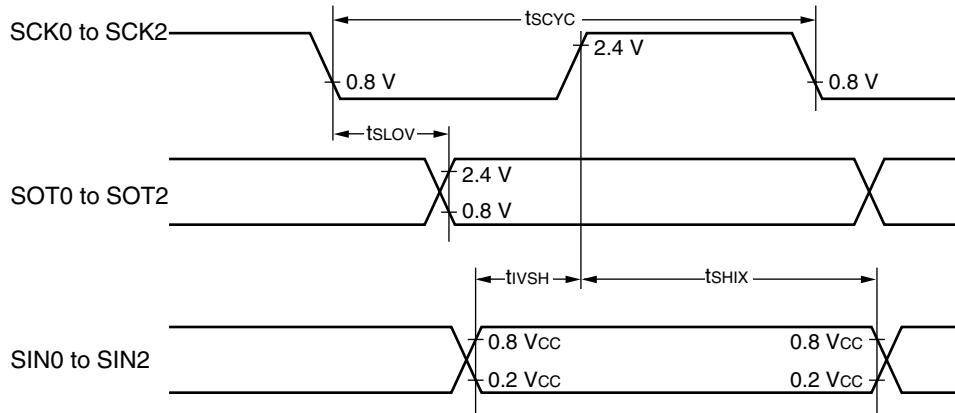 tSCYC
SCK0 to SCK2
2.4 V
0.8 V
0.8 V
tSLOV
SOT0 to SOT2
2.4 V
0.8 V
tIVSH
tSHIX
SIN0 to SIN2
0.8 VCC
0.8 VCC
0.2 VCC
0.2 VCC